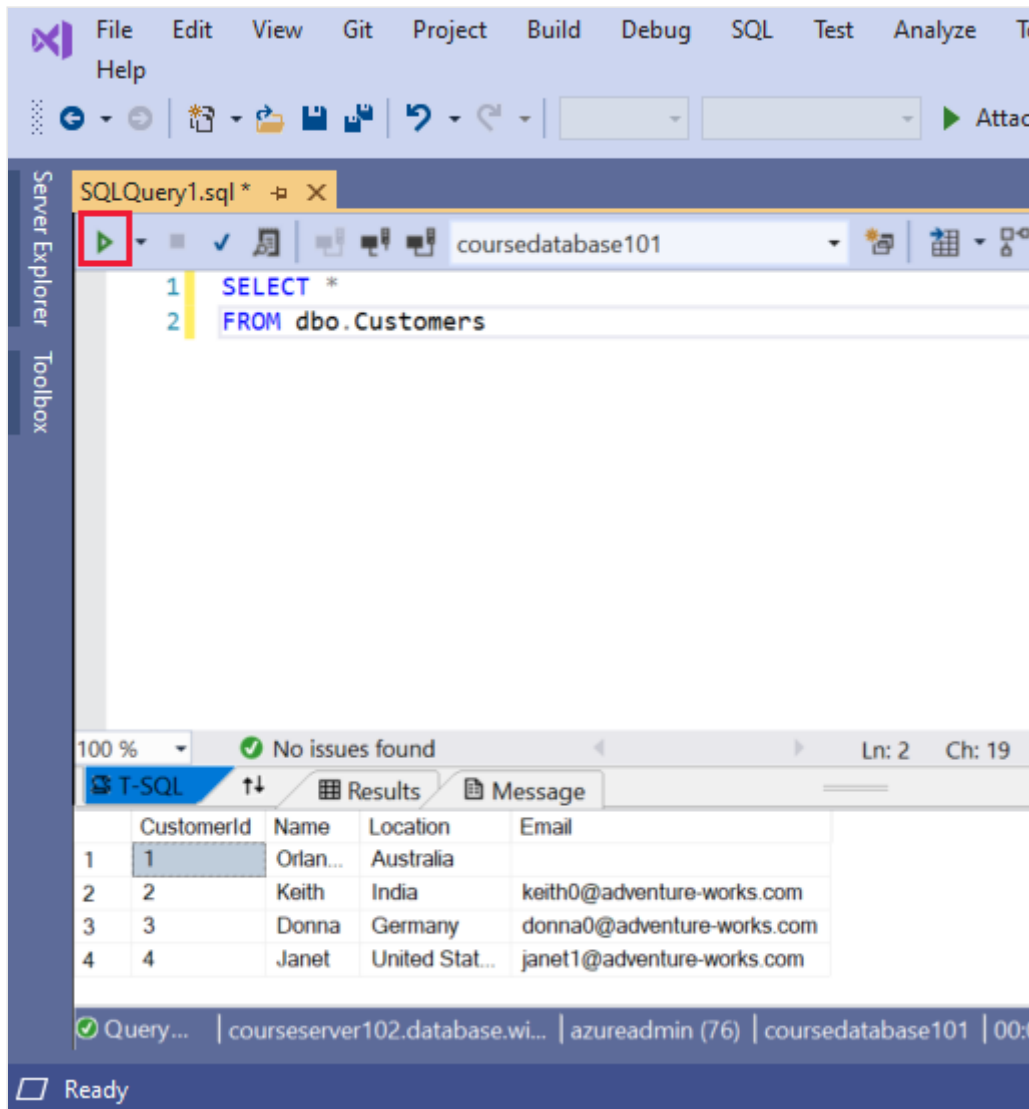 File Edit View Git Project Build Debug SQL Test Analyze
Help
Attac
Server Explorer
Toolbox
SQLQuery1.sql*
coursedatabase101
1 SELECT *
2 FROM dbo.Customers
100 % No issues found Ln: 2 Ch: 19
T-SQL Results Message
CustomerId Name Location Email
1 1 Orlan... Australia
2 2 Keith India keith0@adventure-works.com
3 3 Donna Germany donna0@adventure-works.com
4 4 Janet United Stat... janet1@adventure-works.com
Query... courseserver102.database.wi... azureadmin (76) coursedatabase101 00:
Ready